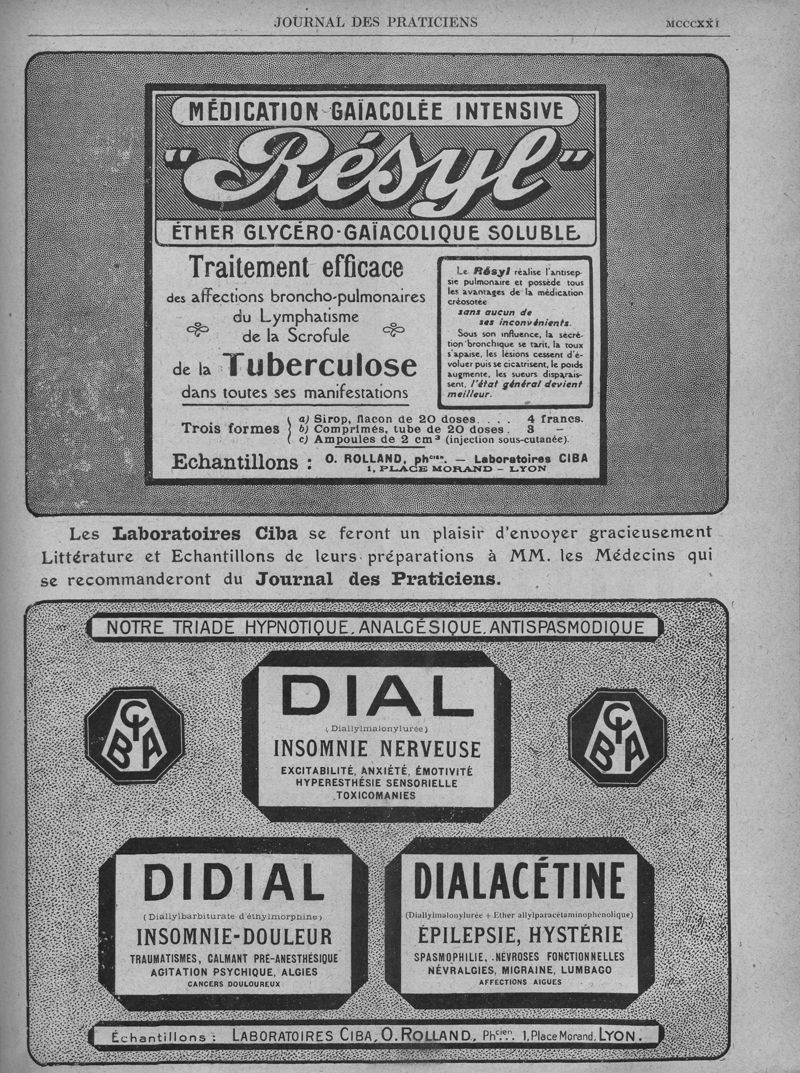 JOURNAL DES PRATICIENS MCCCXXI
MÉDICATION GAÏACOLÉE INTENSIVE
"Résyl"
ÉTHER GLYCÉRO-GAÏACOLIQUE SOLUBLE
Traitement efficace
des affections broncho-pulmonaires
du Lymphatisme
de la Scrofule
de la Tuberculose
dans toutes ses manifestations
Le Résyl réalise l'antisep-
sie pulmonaire et possède tous
les avantages de la médication
créosotée
sans aucun de
ses inconvénients.
Sous son influence, la sécré-
tion bronchique se tarit, la toux
s'apaise, les lésions cessent d'é-
voluer puis se cicatrisent, le poids
augmente, les sueurs disparais-
sent, l'état général devient
meilleur.
Trois formes
a) Sirop, flacon de 20 doses.... 4 francs.
b) Comprimés, tube de 20 doses. 3 –
c) Ampoules de 2 cm³ (injection sous-cutanée).
Echantillons : O. ROLLAND, phcien. — Laboratoires CIBA
1, PLACE MORAND - LYON
Les Laboratoires Ciba se feront un plaisir d'envoyer gracieusement
Littérature et Echantillons de leurs préparations à MM. les Médecins qui
se recommanderont du Journal des Praticiens.
NOTRE TRIADE HYPNOTIQUE, ANALGÉSIQUE, ANTISPASMODIQUE
CIBA
DIAL
(Diallylmalonylurée)
INSOMNIE NERVEUSE
EXCITABILITÉ, ANXIÉTÉ, ÉMOTIVITÉ
HYPERESTHÉSIE SENSORIELLE
TOXICOMANIES
CIBA
DIDIAL
(Diallylbarbiturate d'éthylmorphine)
INSOMNIE-DOULEUR
TRAUMATISMES, CALMANT PRÉ-ANESTHÉSIQUE
AGITATION PSYCHIQUE, ALGIES
CANCERS DOULOUREUX
DIALACÉTINE
(Diallylmalonylurée + Ether allylparacétaminophénolique)
ÉPILEPSIE, HYSTÉRIE
SPASMOPHILIE, NÉVROSES FONCTIONNELLES
NÉVRALGIES, MIGRAINE, LUMBAGO
AFFECTIONS AIGUES
Échantillons : LABORATOIRES CIBA, O. ROLLAND, Phcien. 1, Place Morand, LYON.